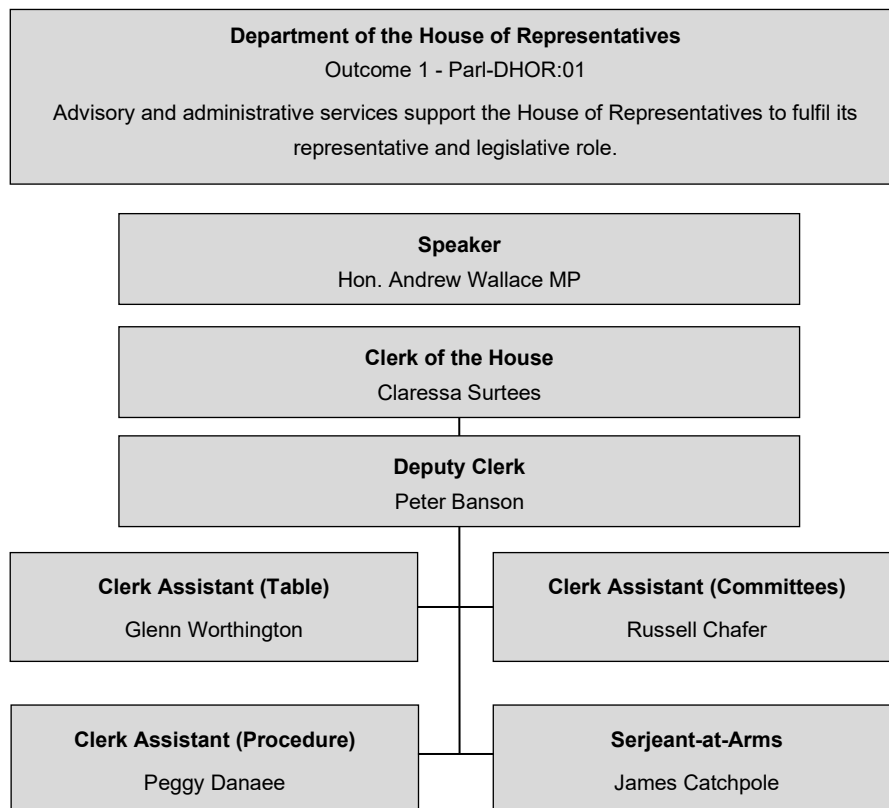 Department of the House of Representatives
Outcome 1 - Parl-DHOR:01
Advisory and administrative services support the House of Representatives to fulfil its
representative and legislative role.
Speaker
Hon. Andrew Wallace MP
Clerk of the House
Claressa Surtees
Deputy Clerk
Peter Banson
Clerk Assistant (Table)
Glenn Worthington
Clerk Assistant (Committees)
Russell Chafer
Clerk Assistant (Procedure)
Peggy Danaee
Serjeant-at-Arms
James Catchpole